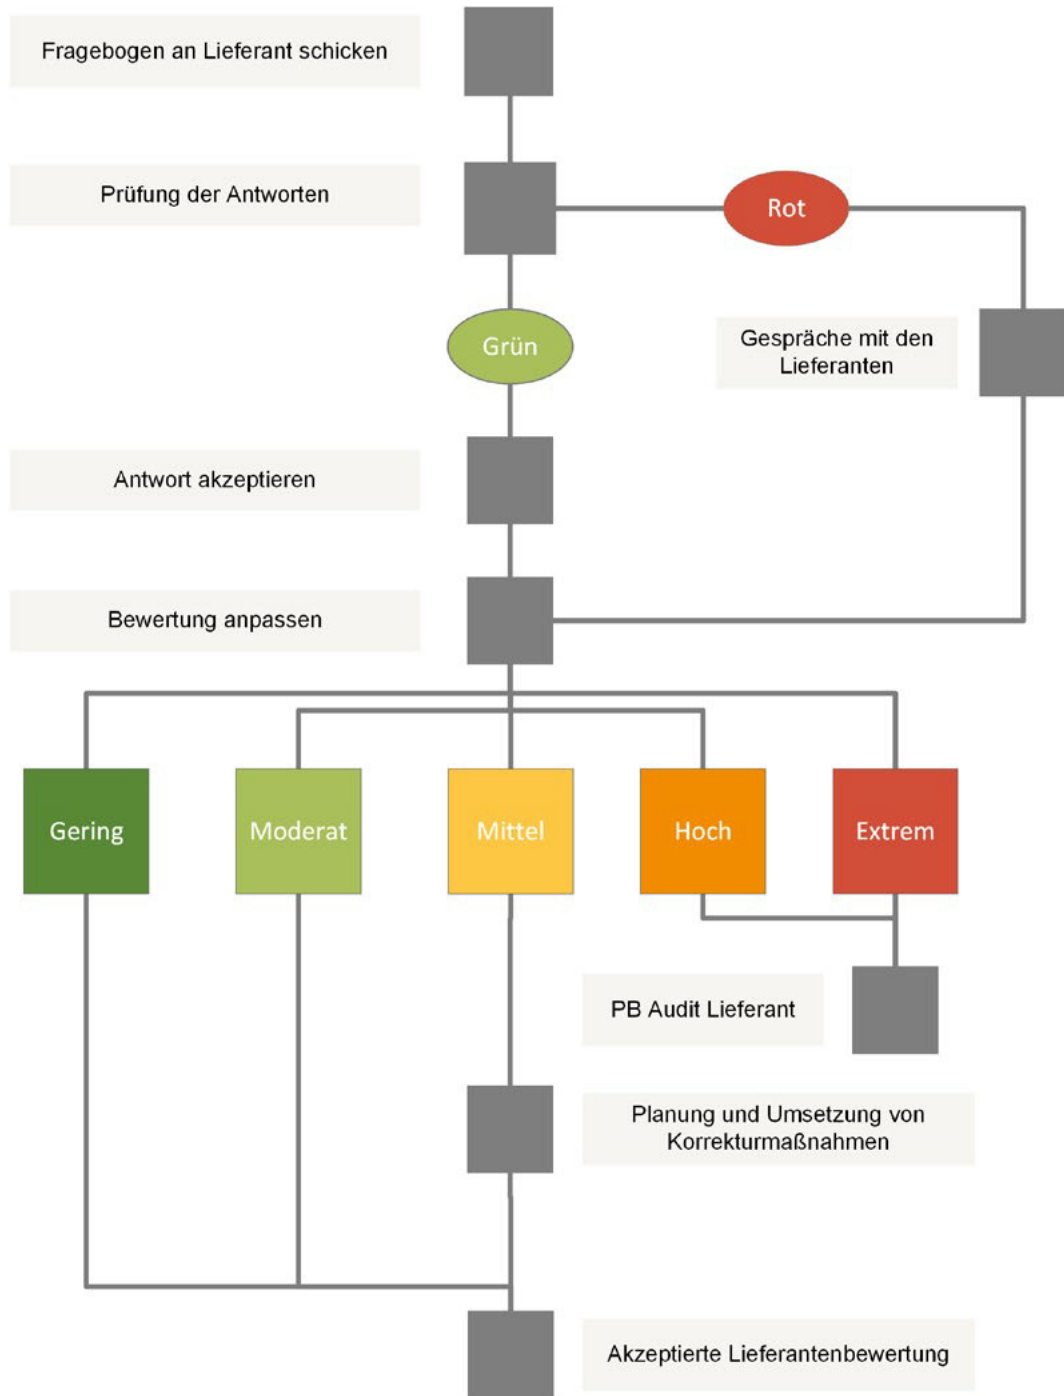 Fragebogen an Lieferant schicken
Prüfung der Antworten
Rot
Grün
Gespräche mit den
Lieferanten
Antwort akzeptieren
Bewertung anpassen
Gering
Moderat
Mittel
Hoch
Extrem
PB Audit Lieferant
Planung und Umsetzung von
Korrekturmaßnahmen
Akzeptierte Lieferantenbewertung